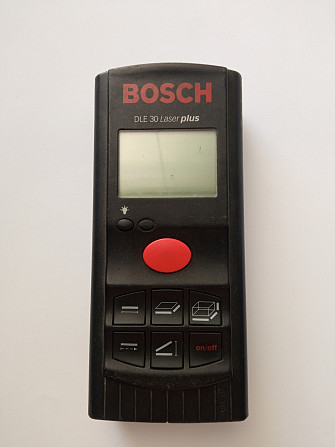 BOSCH
DLE 30 Laser plus
on/off